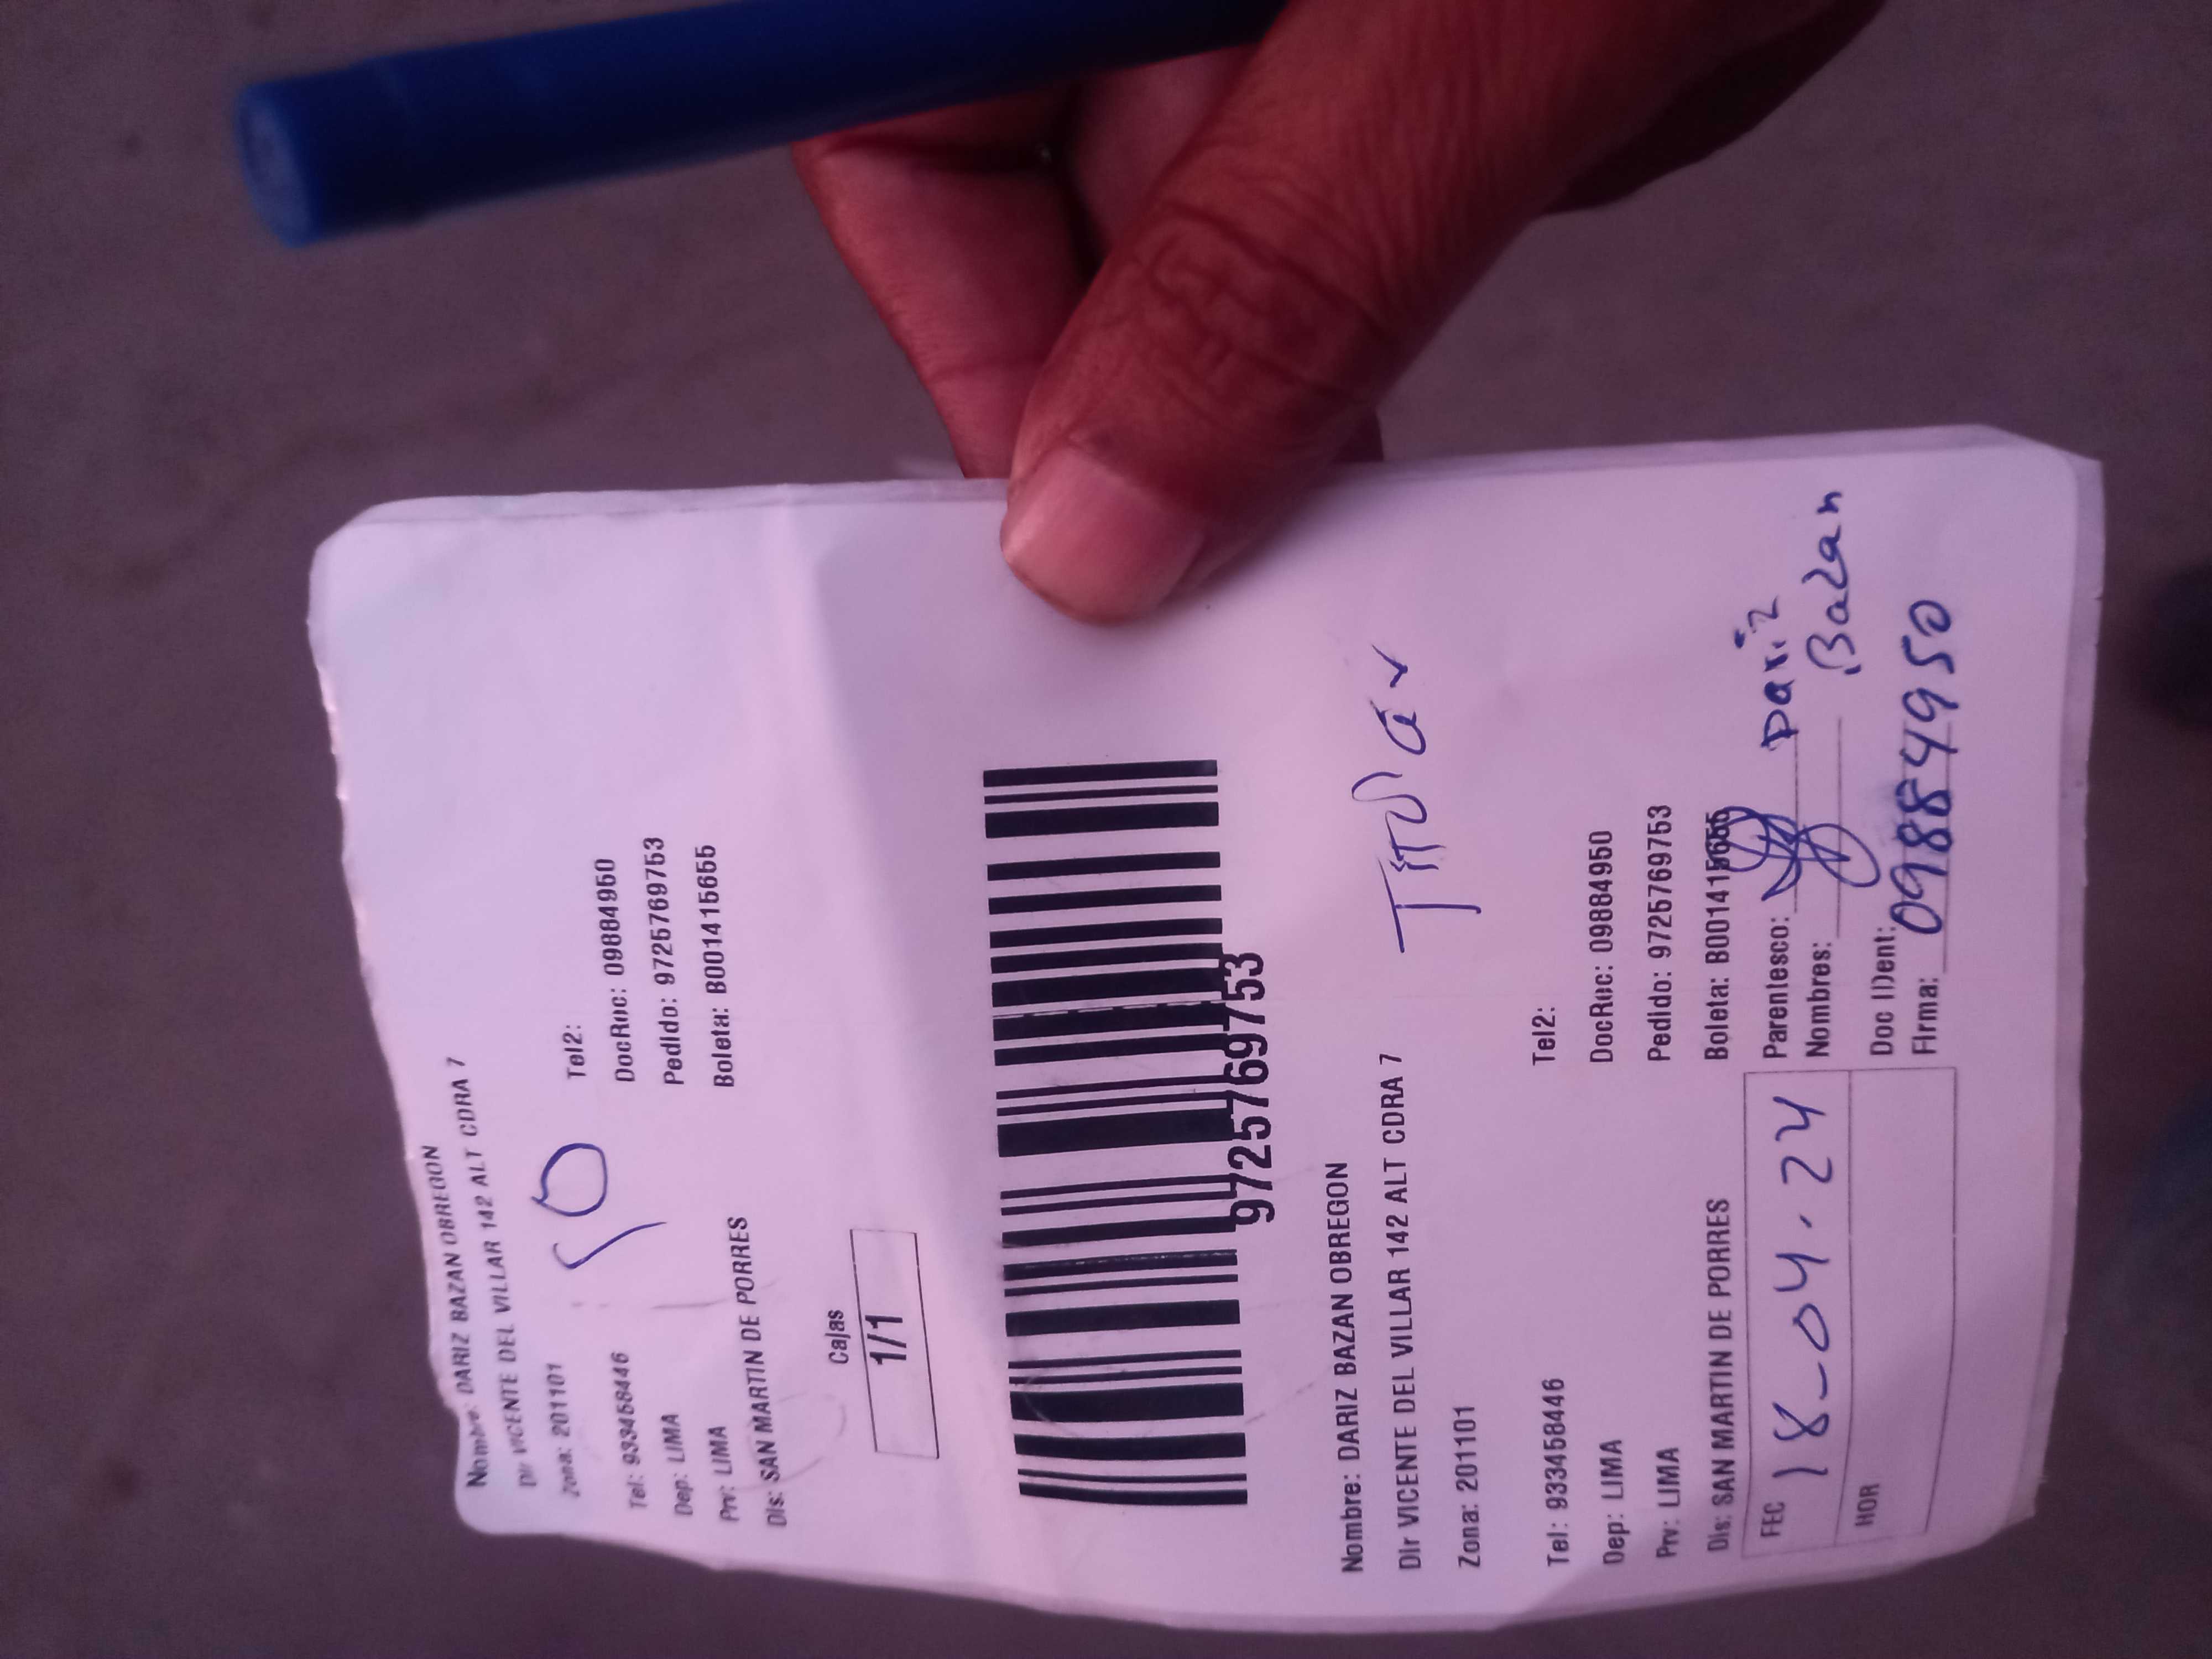 Nombre: DARIZ BAZAN OBREGON
Dir VICENTE DEL VILLAR 142 ALT CDRA 7
Zona: 201101
50
Tel: 933458446 Tel2:
Dep: LIMA DocRuc: 09884950
Prv: LIMA Pedido: 9725769753
Dis: SAN MARTIN DE PORRES Boleta: B001415655
Cajas
1/1
9725769753
Nombre: DARIZ BAZAN OBREGON
Dir VICENTE DEL VILLAR 142 ALT CDRA 7
Zona: 201101
Titular
Tel: 933458446 Tel2:
Dep: LIMA DocRuc: 09884950
Prv: LIMA Pedido: 9725769753
Dis: SAN MARTIN DE PORRES Boleta: B001415655
FEC 18-04.24 Parentesco: Dariz
Nombres: Bazan
HOR Doc IDent:
Firma: 09884950